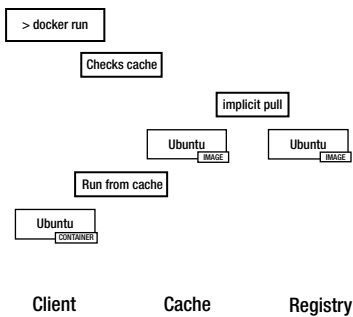 > docker run
Checks cache
implicit pull
Ubuntu
IMAGE
Ubuntu
IMAGE
Run from cache
Ubuntu
CONTAINER
Client
Cache
Registry